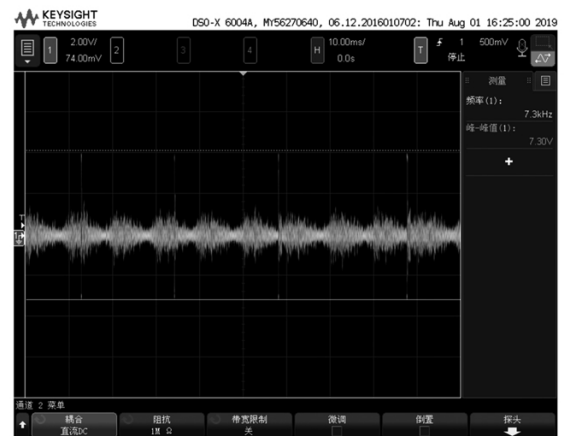 KEYSIGHT
TECHNOLOGIES
DSO-X 6004A, MY56270640, 06.12.2016010702: Thu Aug 01 16:25:00 2019
1 2.00V/ 74.00mV 2 3 4 H 10.00ms/ 0.0s T 1 500mV 停止
测量
频率(1):
7.3kHz
峰-峰值(1):
7.30V
+
T
1
通道 2 菜单
耦合 阻抗 带宽限制 微调 倒置 探头
直流DC 1M Ω 关